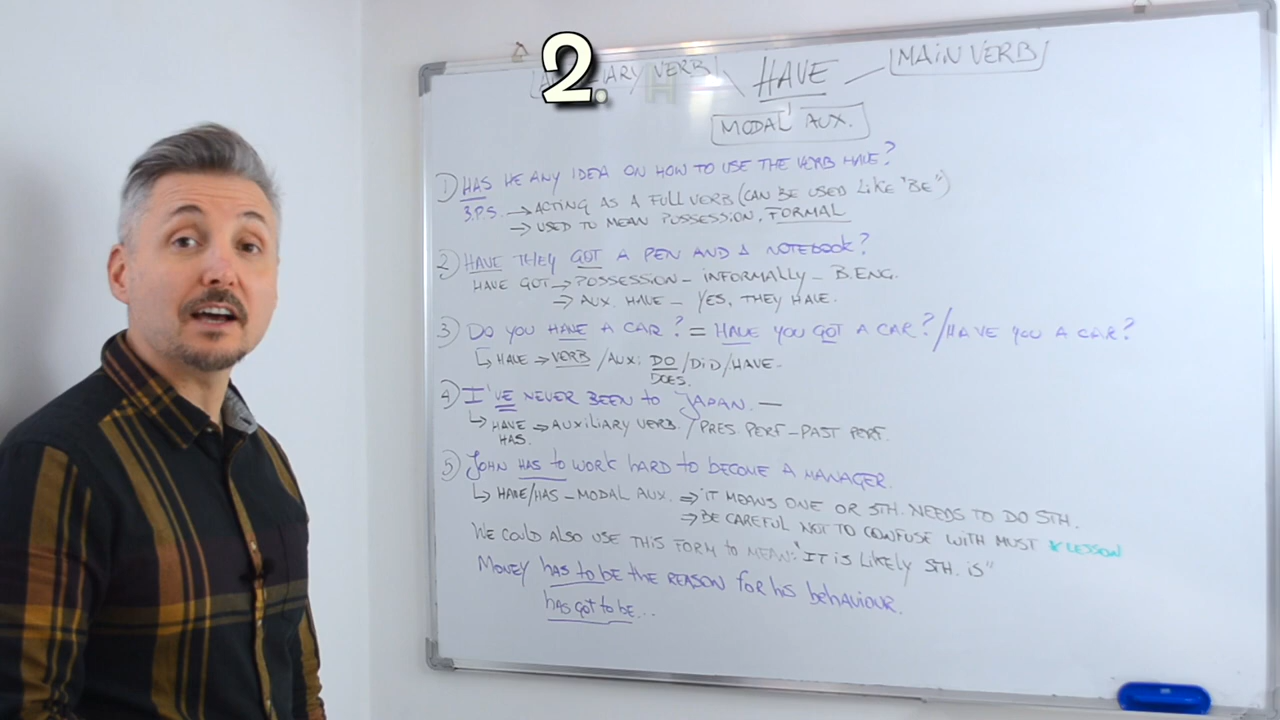 2.
VERB HAVE MAIN VERB
MODAL AUX.
1) HAS HE ANY IDEA ON HOW TO USE THE VERB HAVE?
3.P.S. → ACTING AS A FULL VERB (CAN BE USED LIKE "BE")
→ USED TO MEAN POSSESSION, FORMAL
2) HAVE THEY GOT A PEN AND A NOTEBOOK?
HAVE GOT → POSSESSION - INFORMALLY - B.ENG.
→ AUX. HAVE - YES, THEY HAVE.
3) DO YOU HAVE A CAR? = HAVE YOU GOT A CAR? / HAVE YOU A CAR?
↳ HAVE → VERB / AUX: DO / DID / HAVE.
DOES.
4) I'VE NEVER BEEN TO JAPAN. —
↳ HAVE → AUXILIARY VERB. / PRES. PERF - PAST PERF.
HAS.
5) JOHN HAS TO WORK HARD TO BECOME A MANAGER.
↳ HAVE/HAS - MODAL AUX. ⇒ IT MEANS ONE OR STH. NEEDS TO DO STH.
⇒ BE CAREFUL NOT TO CONFUSE WITH MUST * LESSON
WE COULD ALSO USE THIS FORM TO MEAN: "IT IS LIKELY STH. IS"
MONEY has to be THE REASON for his behaviour.
has got to be...